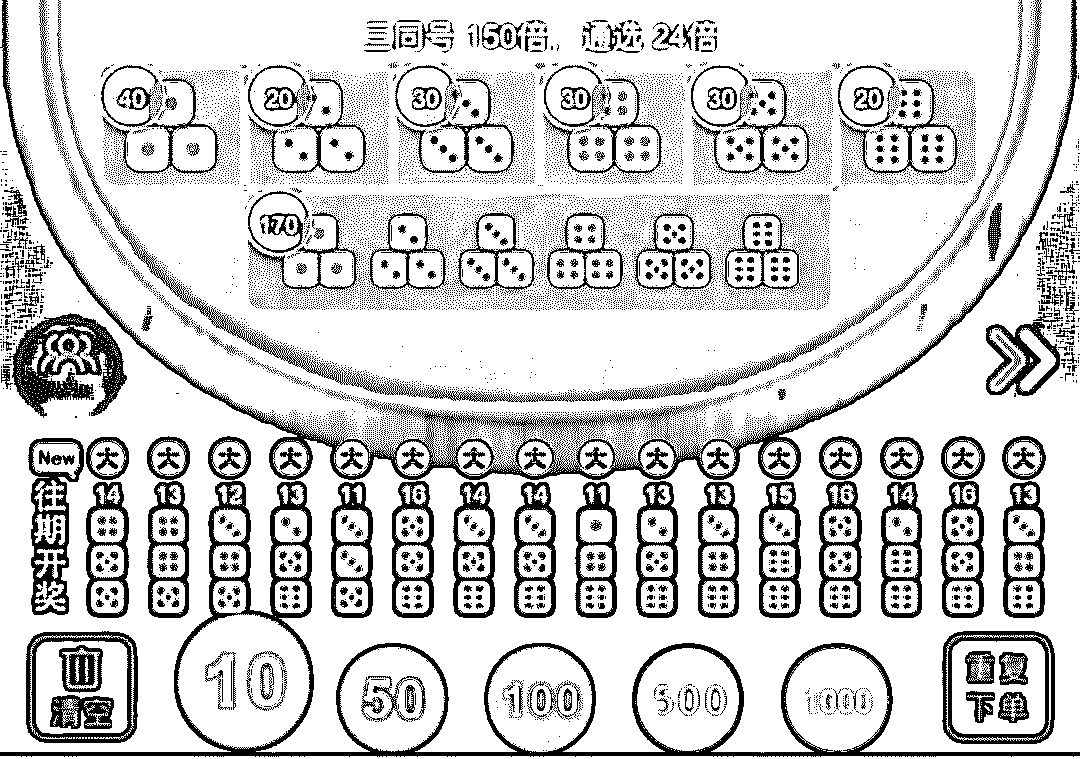 三同号 150倍，通选 24倍
40 20 30 30 30 20
170
New 大 大 大 大 大 大 大 大 大 大 大 大 大 大 大 大
往期开奖 14 13 12 13 11 16 14 14 11 13 13 15 16 14 16 13
清空 10 50 100 500 1000 重复下单